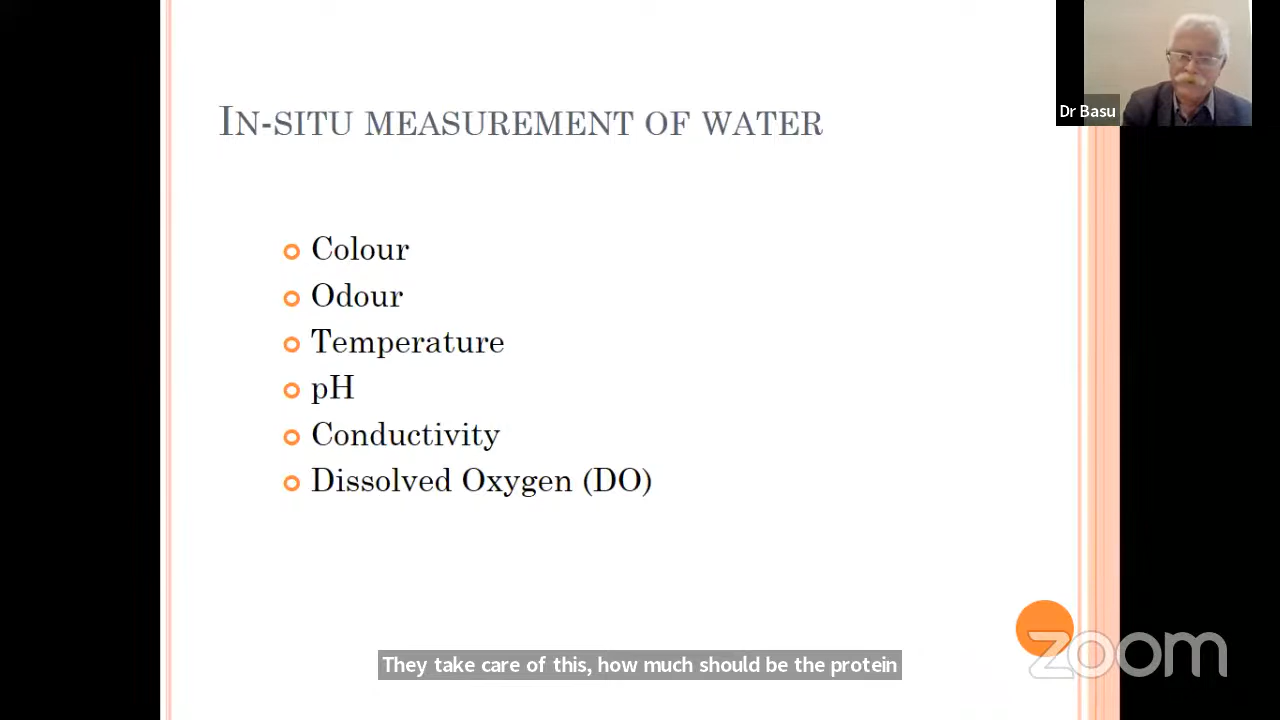 Dr Basu
IN-SITU MEASUREMENT OF WATER
Colour
Odour
Temperature
pH
Conductivity
Dissolved Oxygen (DO)
They take care of this, how much should be the protein
zoom